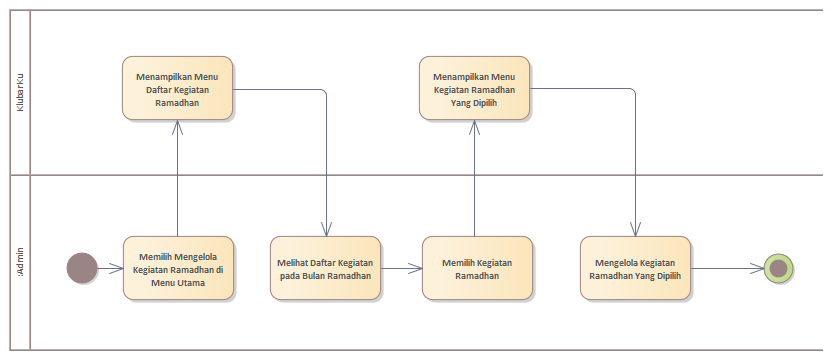 KlubarKu
Menampilkan Menu
Daftar Kegiatan
Ramadhan
Menampilkan Menu
Kegiatan Ramadhan
Yang Dipilih
:Admin
Memilih Mengelola
Kegiatan Ramadhan di
Menu Utama
Melihat Daftar Kegiatan
pada Bulan Ramadhan
Memilih Kegiatan
Ramadhan
Mengelola Kegiatan
Ramadhan Yang Dipilih